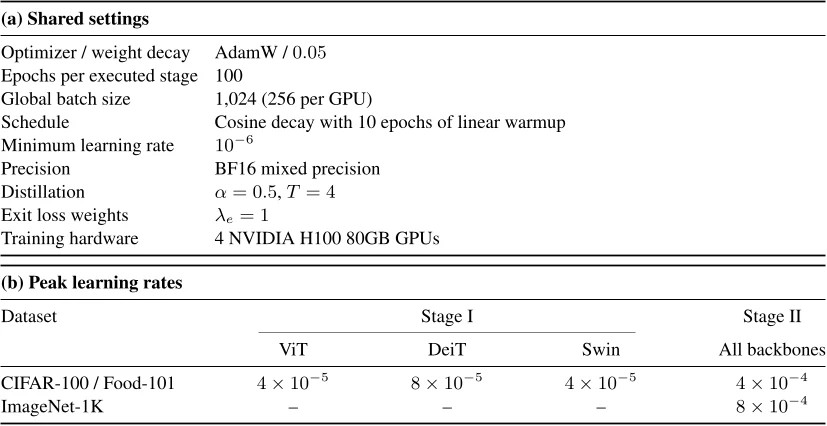 (a) Shared settings
Optimizer / weight decay AdamW / 0.05
Epochs per executed stage 100
Global batch size 1,024 (256 per GPU)
Schedule Cosine decay with 10 epochs of linear warmup
Minimum learning rate 10⁻⁶
Precision BF16 mixed precision
Distillation α = 0.5, T = 4
Exit loss weights λₑ = 1
Training hardware 4 NVIDIA H100 80GB GPUs
(b) Peak learning rates
Dataset Stage I Stage II
ViT DeiT Swin All backbones
CIFAR-100 / Food-101 4 × 10⁻⁵ 8 × 10⁻⁵ 4 × 10⁻⁵ 4 × 10⁻⁴
ImageNet-1K – – – 8 × 10⁻⁴